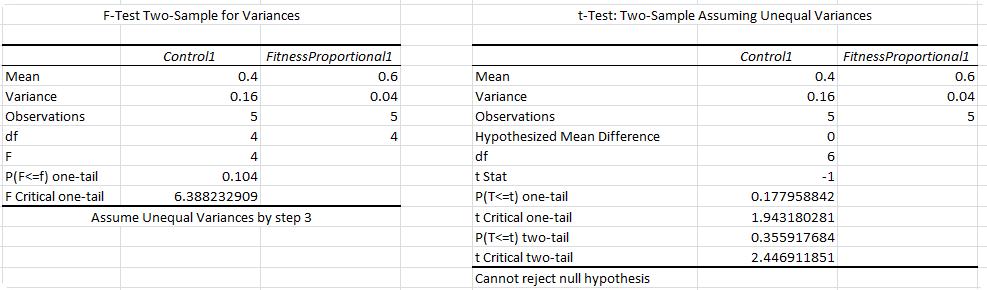 F-Test Two-Sample for Variances
Control1 FitnessProportional1
Mean 0.4 0.6
Variance 0.16 0.04
Observations 5 5
df 4 4
F 4
P(F<=f) one-tail 0.104
F Critical one-tail 6.388232909
Assume Unequal Variances by step 3
t-Test: Two-Sample Assuming Unequal Variances
Control1 FitnessProportional1
Mean 0.4 0.6
Variance 0.16 0.04
Observations 5 5
Hypothesized Mean Difference 0
df 6
t Stat -1
P(T<=t) one-tail 0.177958842
t Critical one-tail 1.943180281
P(T<=t) two-tail 0.355917684
t Critical two-tail 2.446911851
Cannot reject null hypothesis